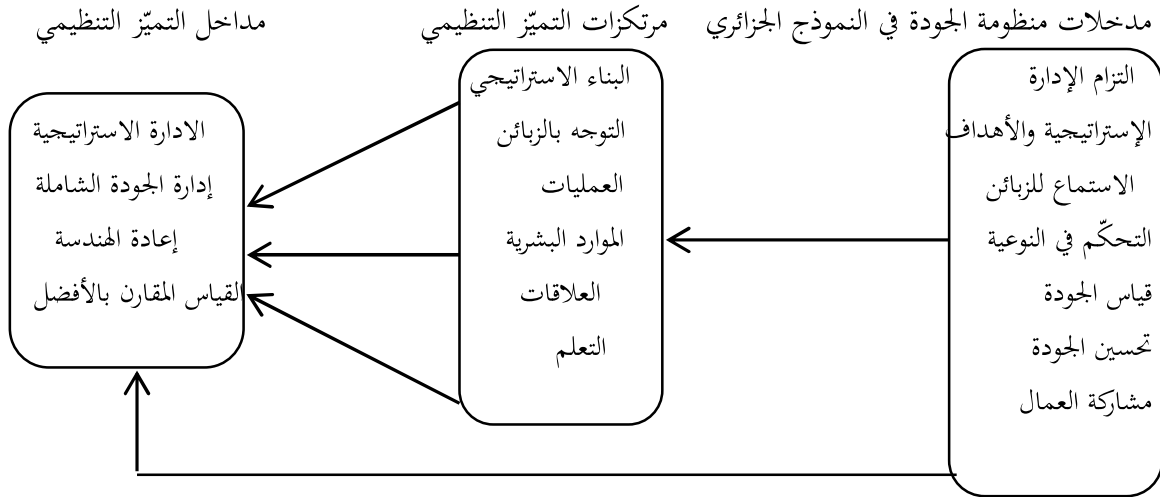 مدخلات منظومة الجودة في النموذج الجزائري
التزام الإدارة
الإستراتيجية والأهداف
الاستماع للزبائن
التحكّم في النوعية
قياس الجودة
تحسين الجودة
مشاركة العمال
مرتكزات التميّز التنظيمي
البناء الاستراتيجي
التوجه بالزبائن
العمليات
الموارد البشرية
العلاقات
التعلم
مداخل التميّز التنظيمي
الادارة الاستراتيجية
إدارة الجودة الشاملة
إعادة الهندسة
القياس المقارن بالأفضل